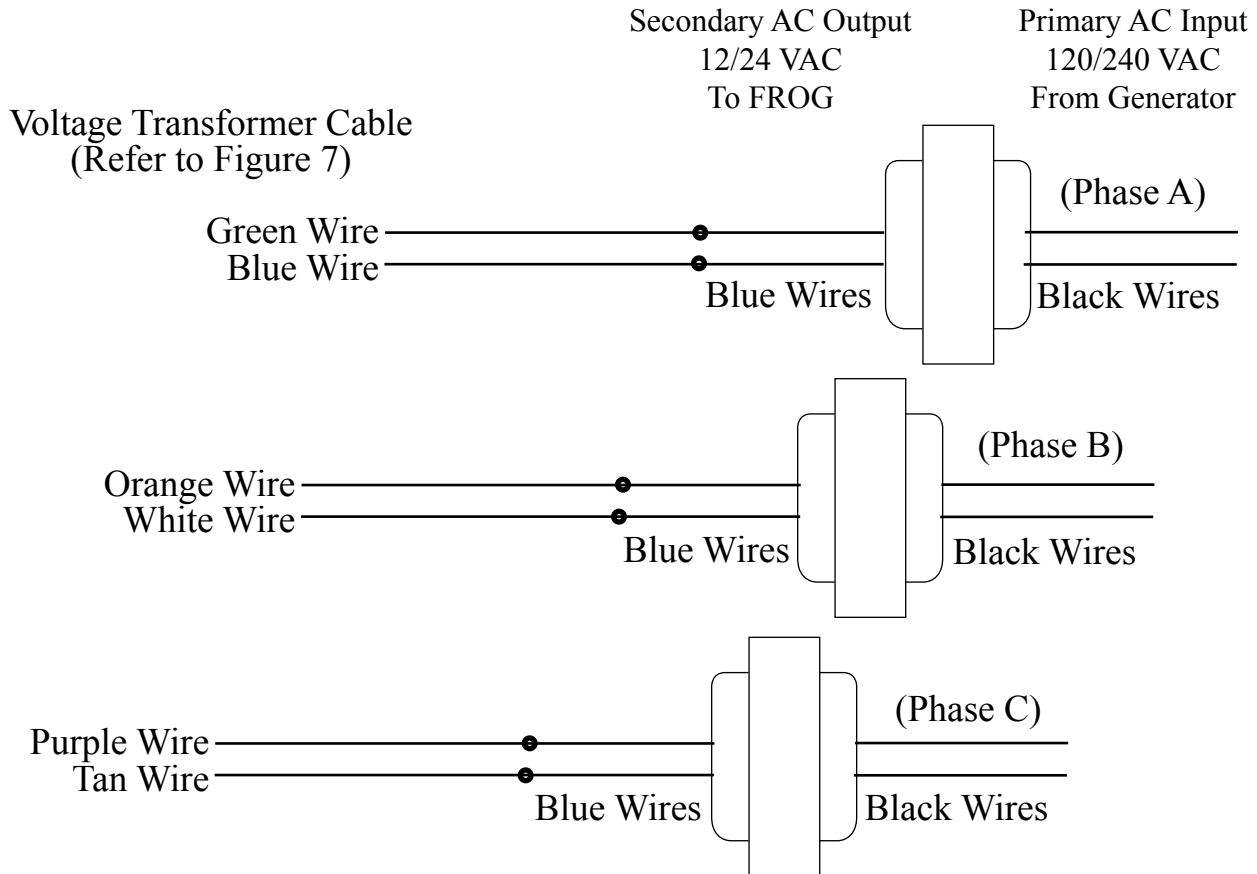 Secondary AC Output
12/24 VAC
To FROG
Primary AC Input
120/240 VAC
From Generator
Voltage Transformer Cable
(Refer to Figure 7)
(Phase A)
Green Wire
Blue Wire
Blue Wires
Black Wires
(Phase B)
Orange Wire
White Wire
Blue Wires
Black Wires
(Phase C)
Purple Wire
Tan Wire
Blue Wires
Black Wires